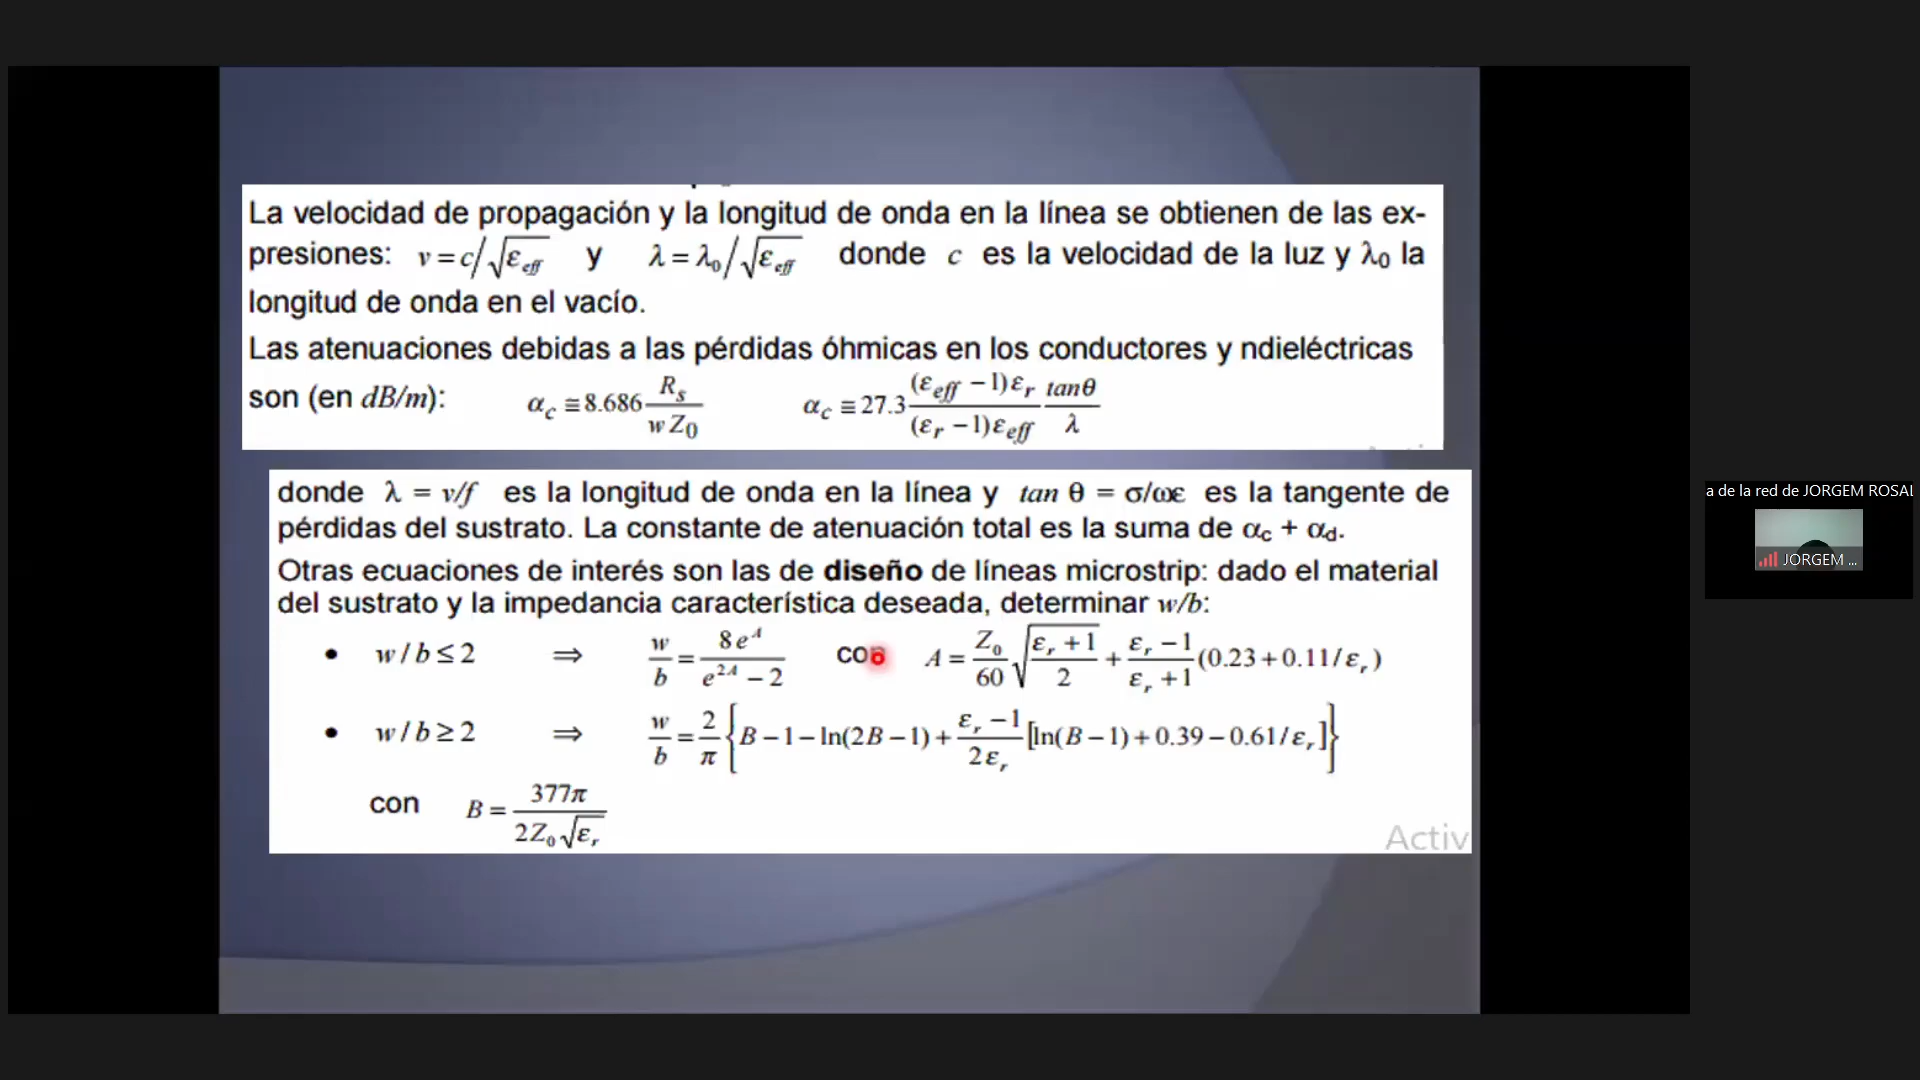 La velocidad de propagación y la longitud de onda en la línea se obtienen de las ex-
presiones: v = c/√ε_eff y λ = λ₀/√ε_eff donde c es la velocidad de la luz y λ₀ la
longitud de onda en el vacío.
Las atenuaciones debidas a las pérdidas óhmicas en los conductores y ndieléctricas
son (en dB/m): α_c ≅ 8.686 R_s/(w Z₀) α_c ≅ 27.3 ((ε_eff − 1)ε_r)/((ε_r − 1)ε_eff) tanθ/λ
donde λ = v/f es la longitud de onda en la línea y tan θ = σ/ωε es la tangente de
pérdidas del sustrato. La constante de atenuación total es la suma de α_c + α_d.
Otras ecuaciones de interés son las de diseño de líneas microstrip: dado el material
del sustrato y la impedancia característica deseada, determinar w/b:
• w/b ≤ 2 ⇒ w/b = 8e^A/(e^{2A} − 2) con A = Z₀/60 √((ε_r + 1)/2) + (ε_r − 1)/(ε_r + 1) (0.23 + 0.11/ε_r)
• w/b ≥ 2 ⇒ w/b = 2/π {B − 1 − ln(2B − 1) + (ε_r − 1)/(2ε_r) [ln(B − 1) + 0.39 − 0.61/ε_r]}
con B = 377π/(2Z₀√ε_r)
Activ
a de la red de JORGEM ROSAL
JORGEM ...